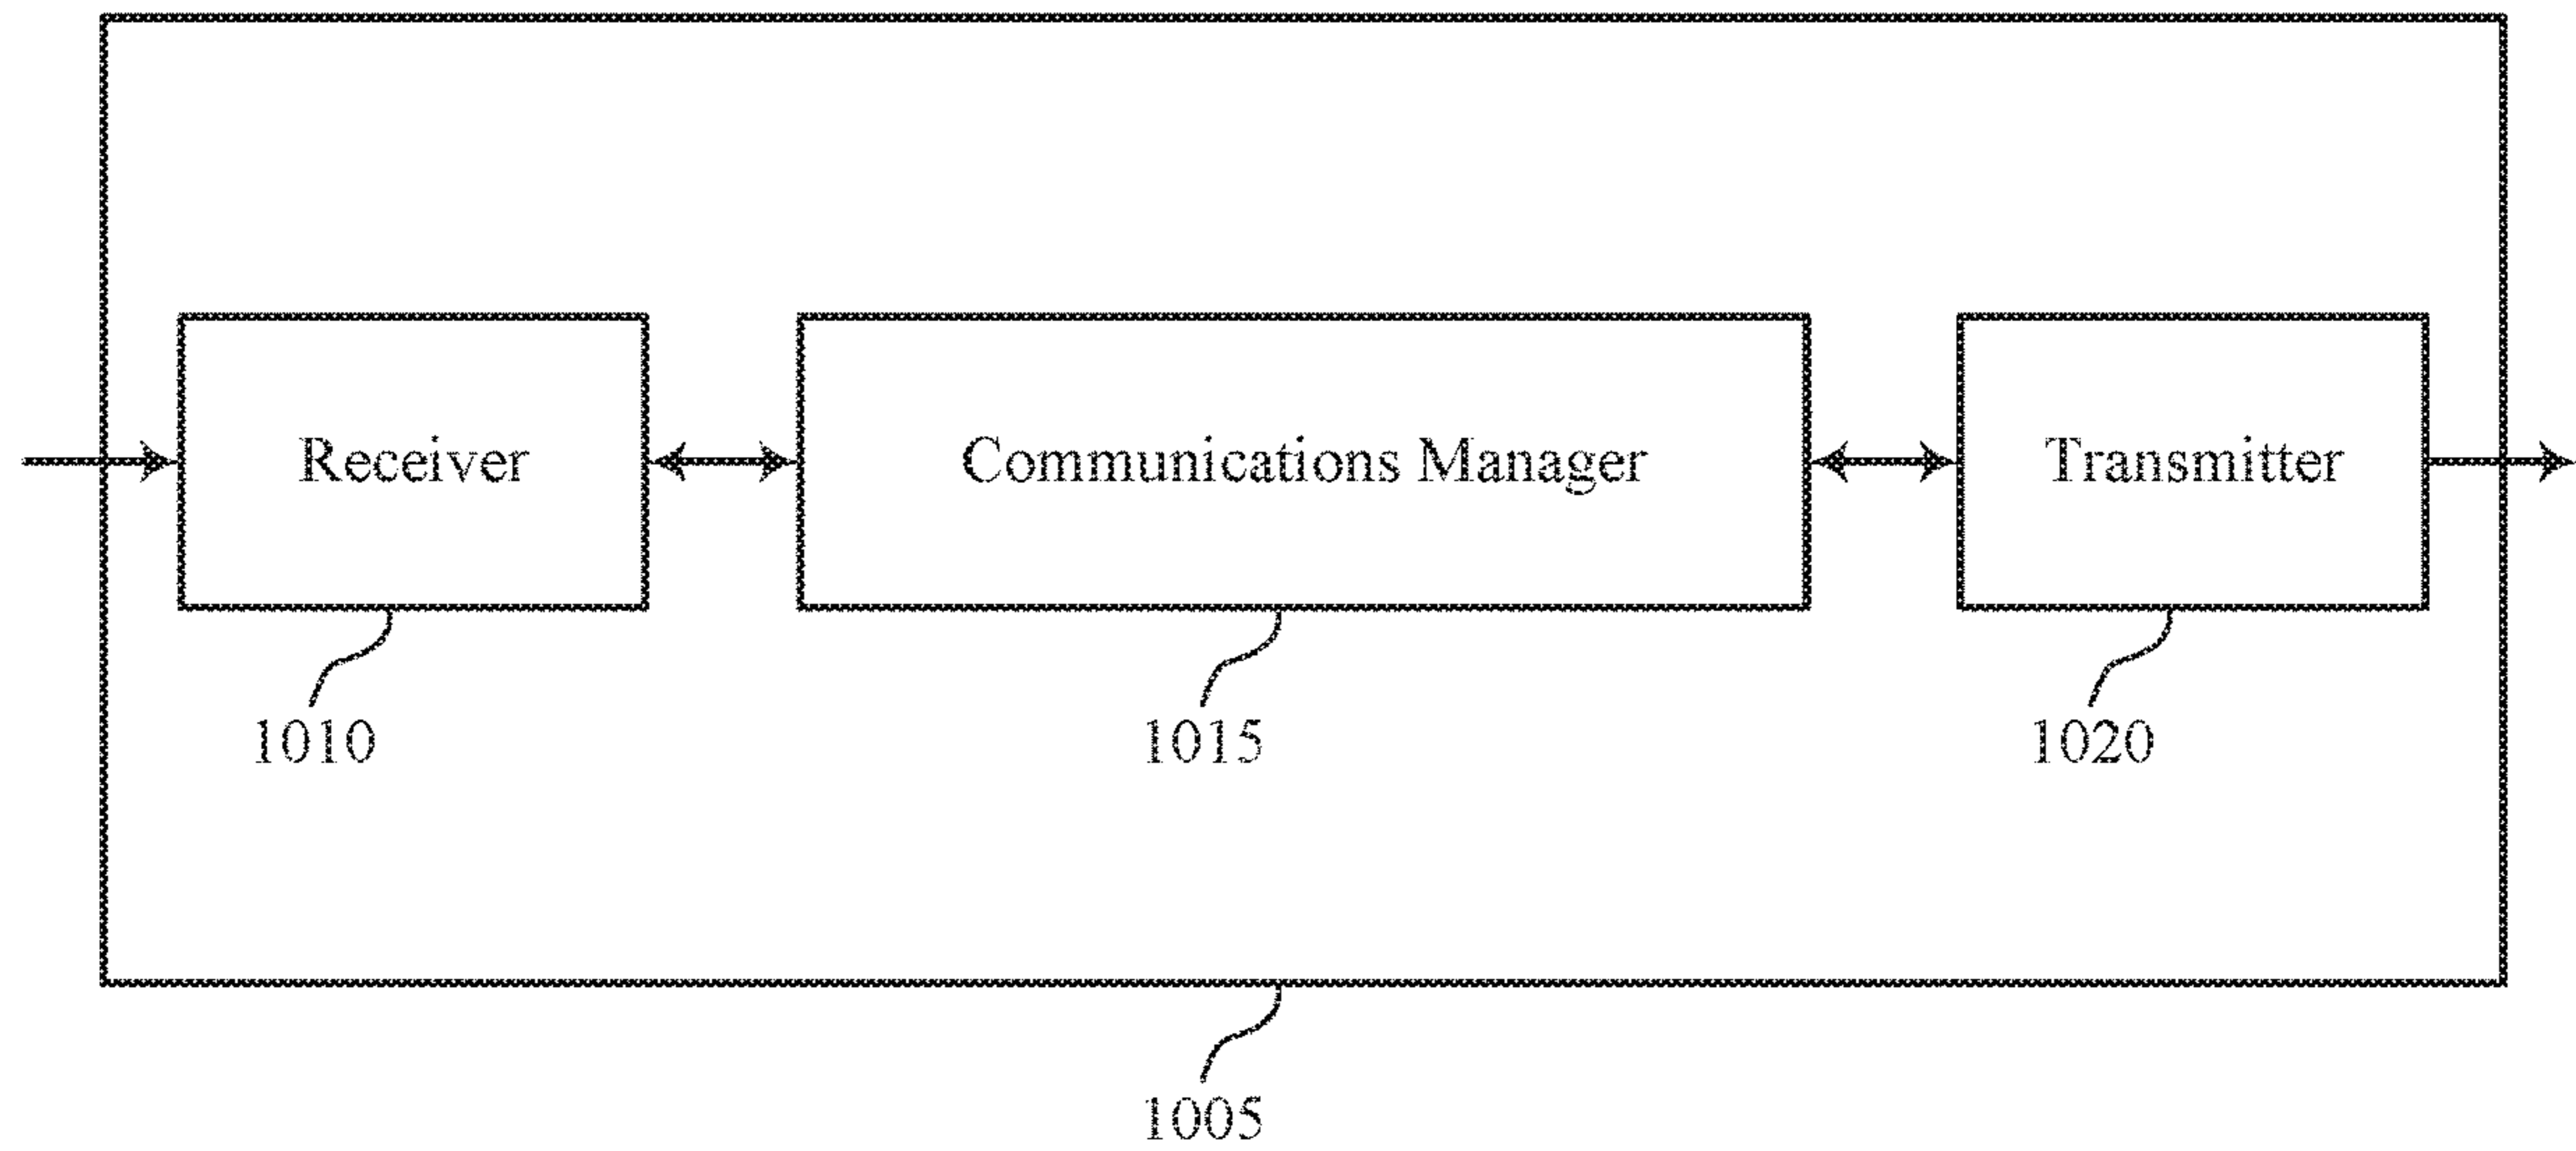 Receiver
Communications Manager
Transmitter
1010
1015
1020
1005